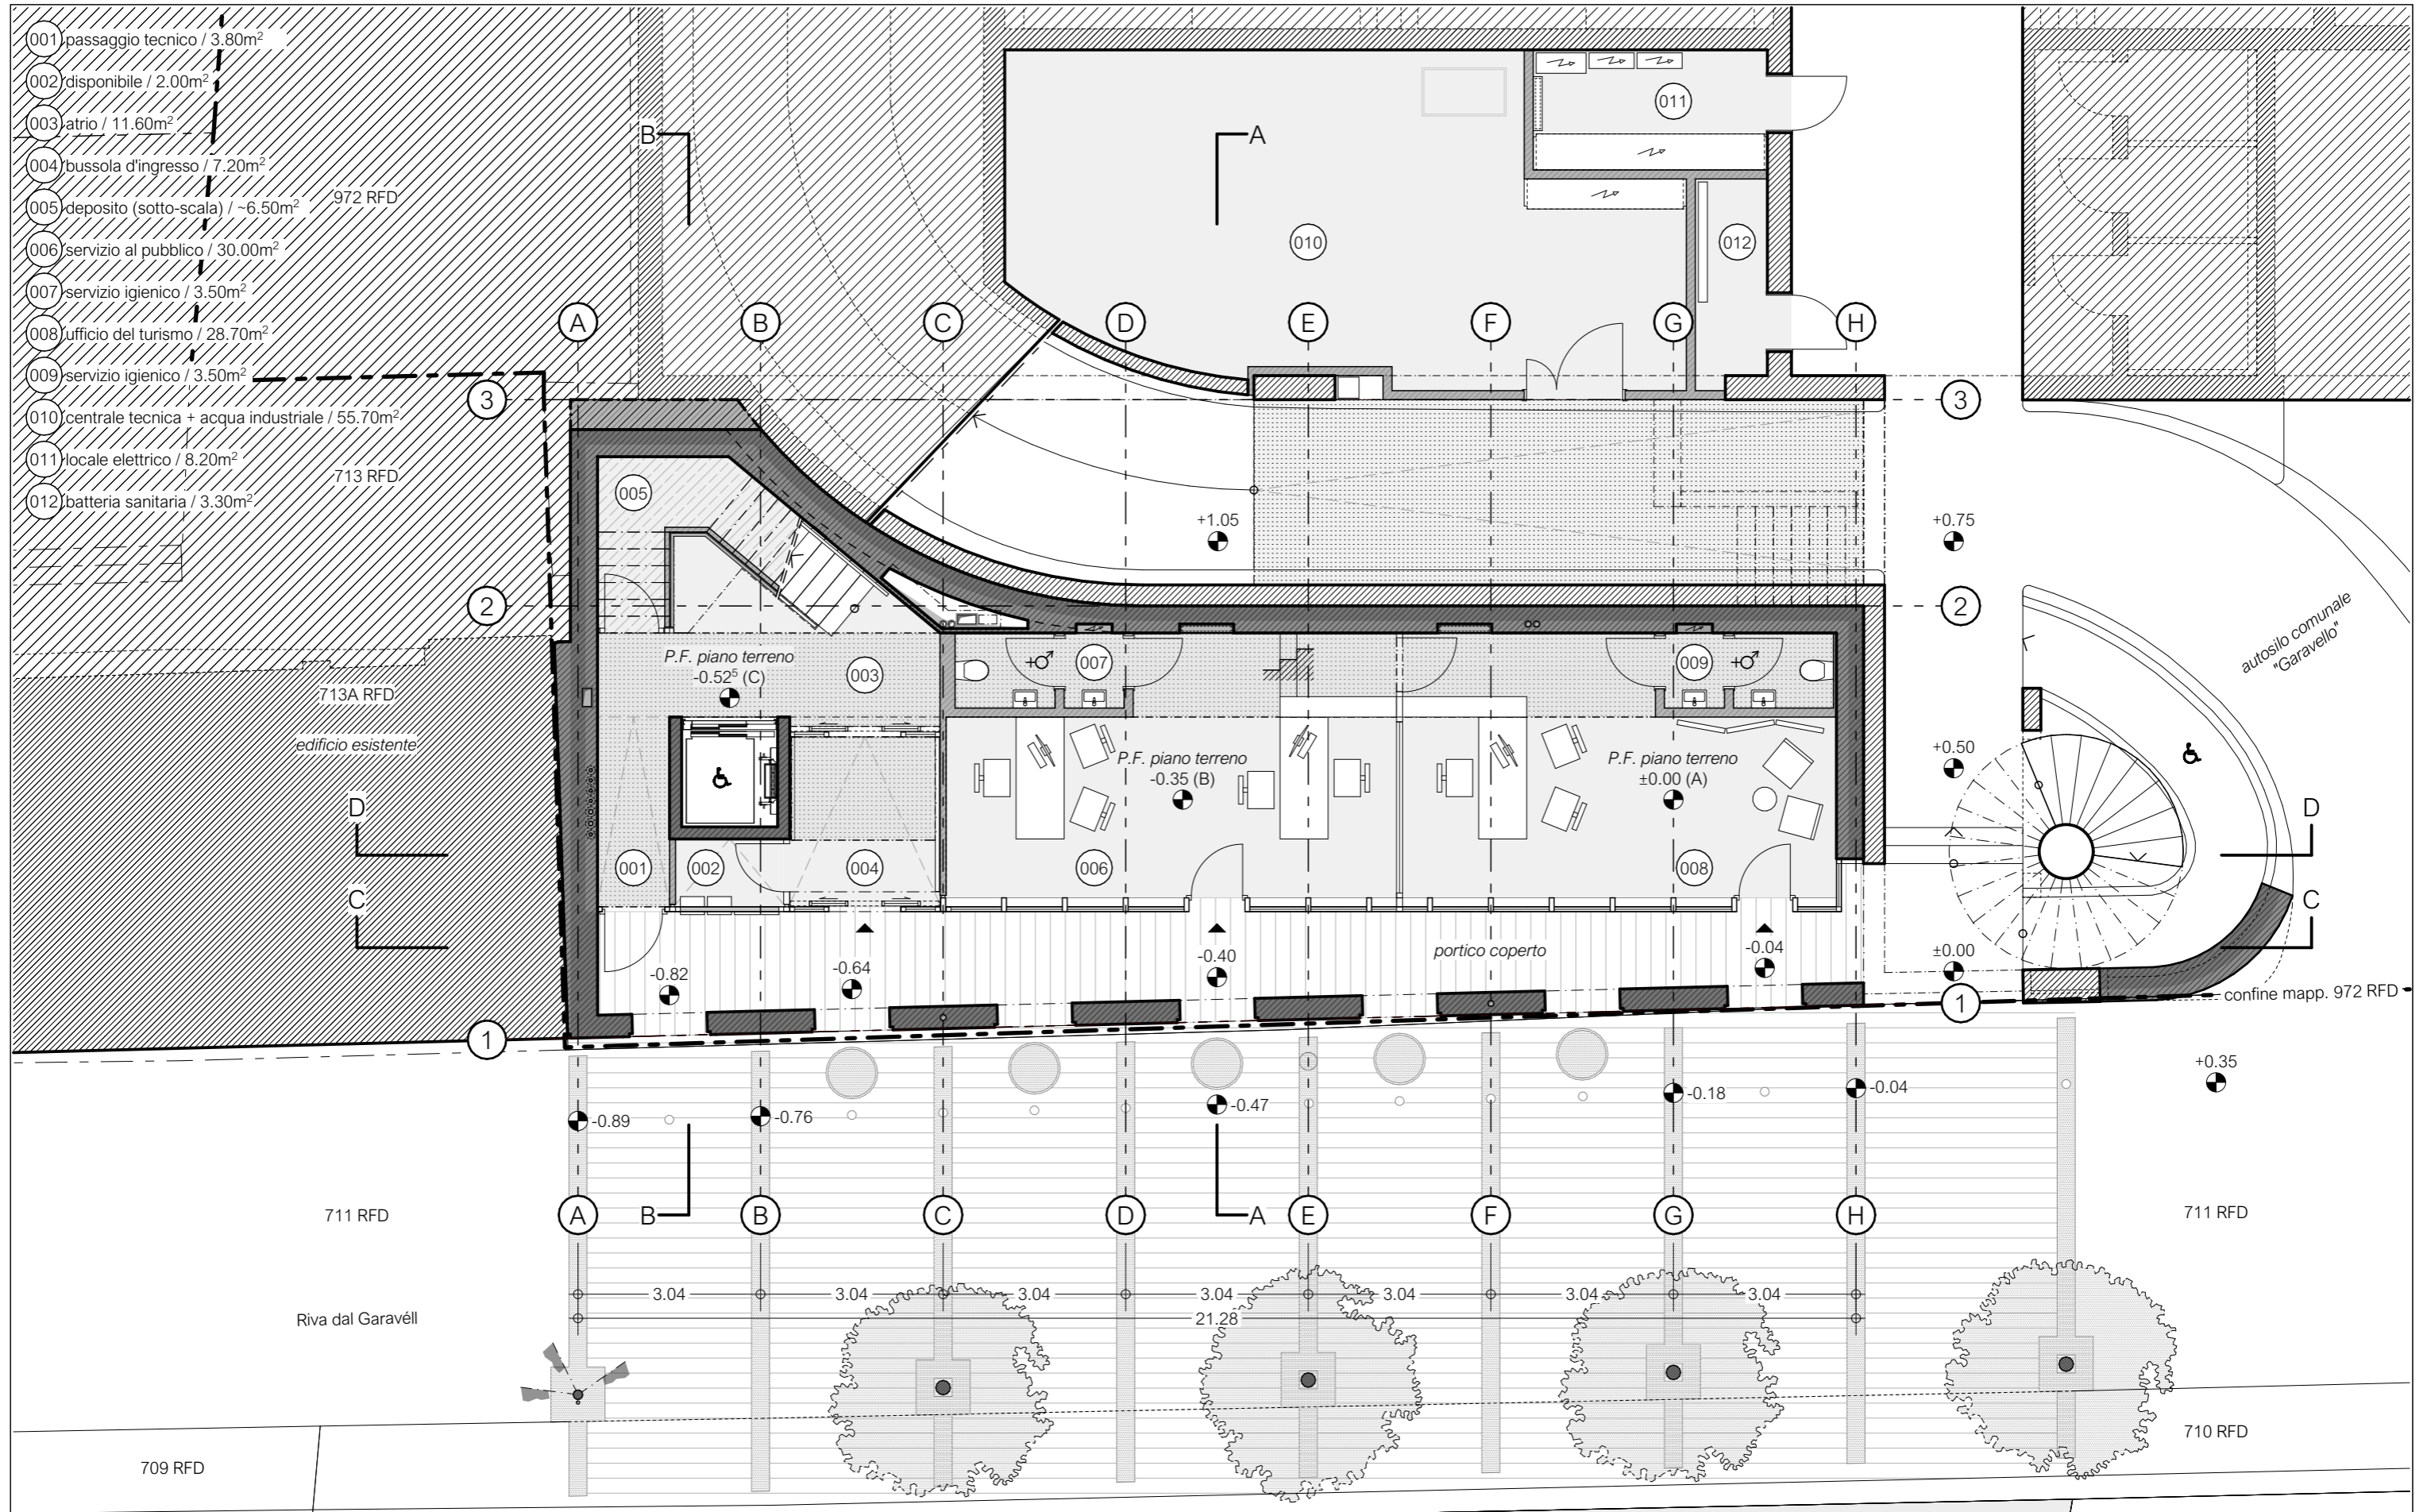 001 passaggio tecnico / 3.80m²
002 disponibile / 2.00m²
003 atrio / 11.60m²
004 bussola d'ingresso / 7.20m²
005 deposito (sotto-scala) / ~6.50m²
006 servizio al pubblico / 30.00m²
007 servizio igienico / 3.50m²
008 ufficio del turismo / 28.70m²
009 servizio igienico / 3.50m²
010 centrale tecnica + acqua industriale / 55.70m²
011 locale elettrico / 8.20m²
012 batteria sanitaria / 3.30m²
972 RFD
713 RFD
B
A
011
010
012
A
B
C
D
E
F
G
H
3
3
005
+1.05
+0.75
2
2
autosilo comunale
"Garavello"
P.F. piano terreno
-0.52⁵ (C)
003
007
009
713A RFD
edificio esistente
P.F. piano terreno
-0.35 (B)
P.F. piano terreno
±0.00 (A)
+0.50
D
D
001
002
004
006
008
C
C
portico coperto
-0.82
-0.64
-0.40
-0.04
±0.00
confine mapp. 972 RFD
1
1
+0.35
-0.89
-0.76
-0.47
-0.18
-0.04
711 RFD
A
B
B
C
D
A
E
F
G
H
711 RFD
3.04
3.04
3.04
3.04
3.04
3.04
3.04
21.28
Riva dal Garavéll
709 RFD
710 RFD